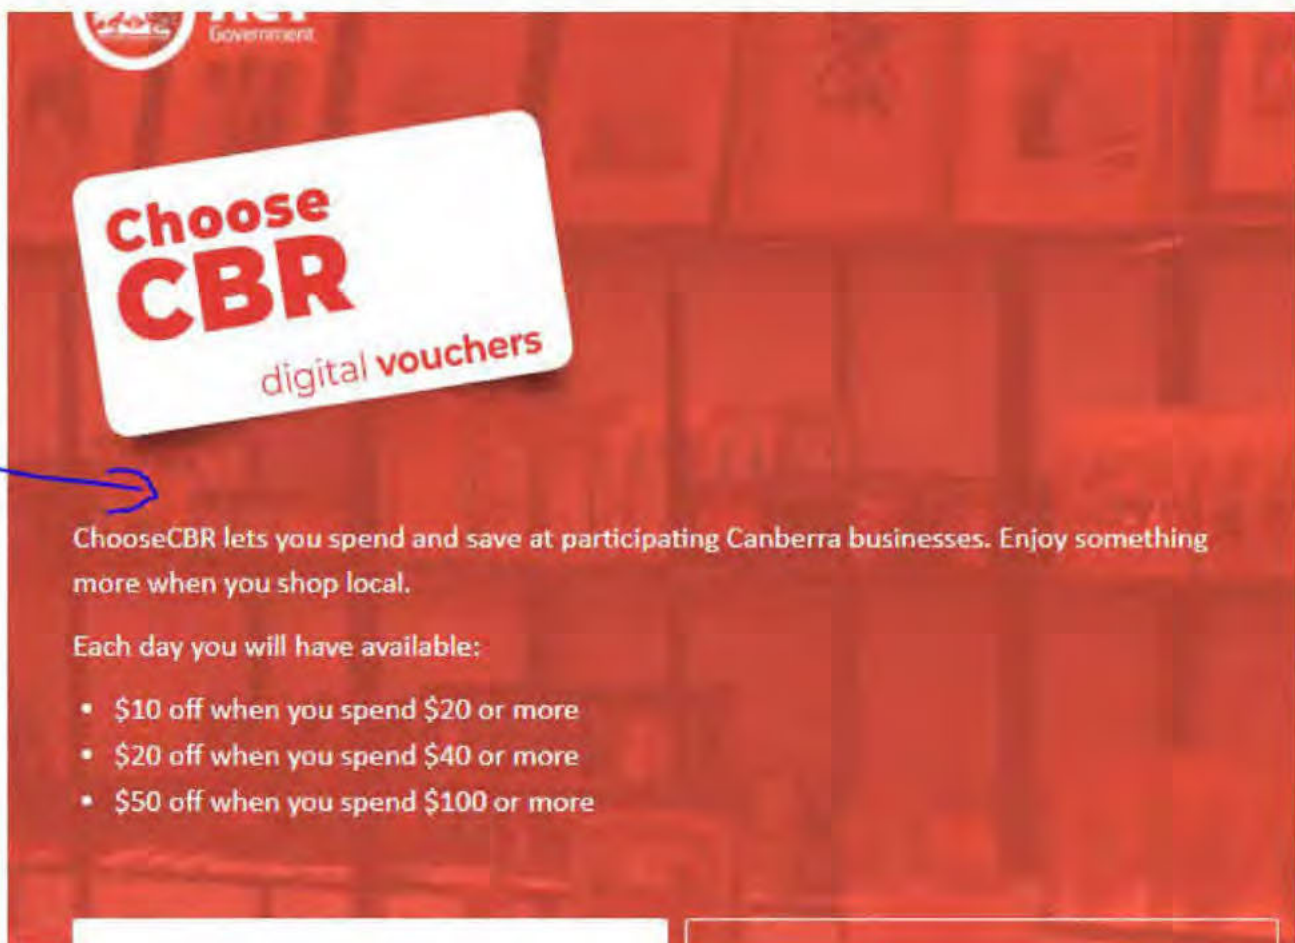 ACT
Government
Choose
CBR
digital vouchers
ChooseCBR lets you spend and save at participating Canberra businesses. Enjoy something
more when you shop local.
Each day you will have available:
• $10 off when you spend $20 or more
• $20 off when you spend $40 or more
• $50 off when you spend $100 or more